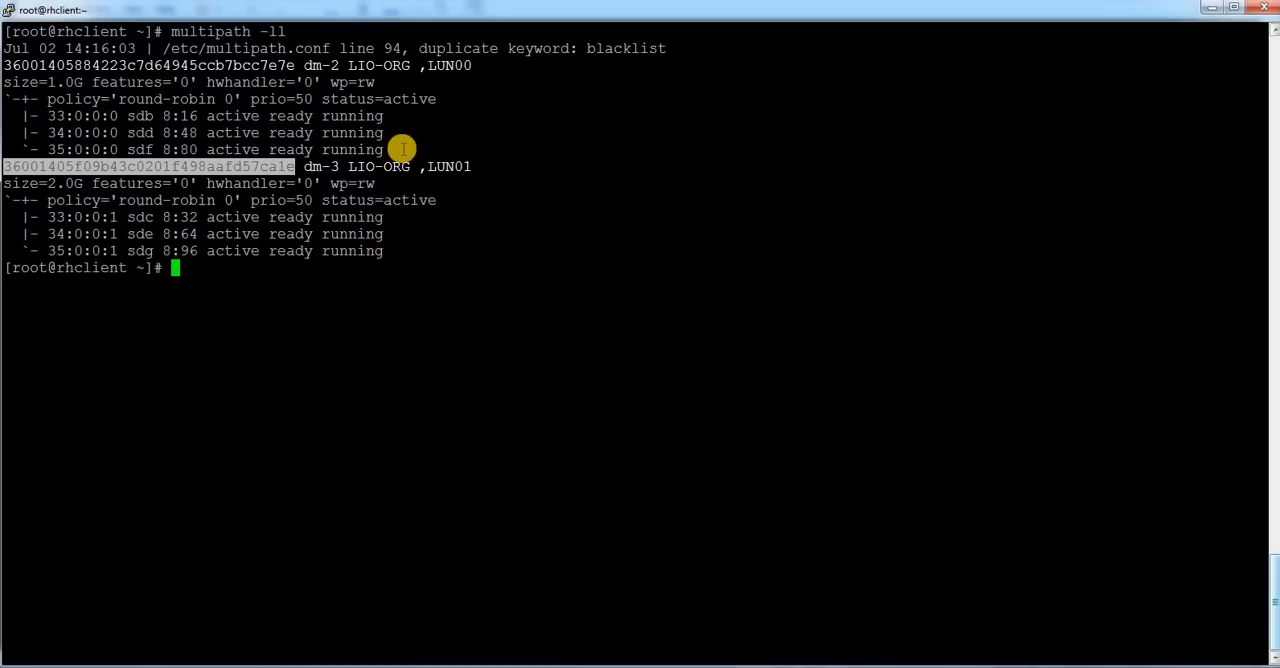 root@rhclient:~
[root@rhclient ~]# multipath -ll
Jul 02 14:16:03 | /etc/multipath.conf line 94, duplicate keyword: blacklist
36001405884223c7d64945ccb7bcc7e7e dm-2 LIO-ORG ,LUN00
size=1.0G features='0' hwhandler='0' wp=rw
`-+- policy='round-robin 0' prio=50 status=active
  |- 33:0:0:0 sdb 8:16 active ready running
  |- 34:0:0:0 sdd 8:48 active ready running
  `- 35:0:0:0 sdf 8:80 active ready running
36001405f09b43c0201f498aafd57ca1e dm-3 LIO-ORG ,LUN01
size=2.0G features='0' hwhandler='0' wp=rw
`-+- policy='round-robin 0' prio=50 status=active
  |- 33:0:0:1 sdc 8:32 active ready running
  |- 34:0:0:1 sde 8:64 active ready running
  `- 35:0:0:1 sdg 8:96 active ready running
[root@rhclient ~]#